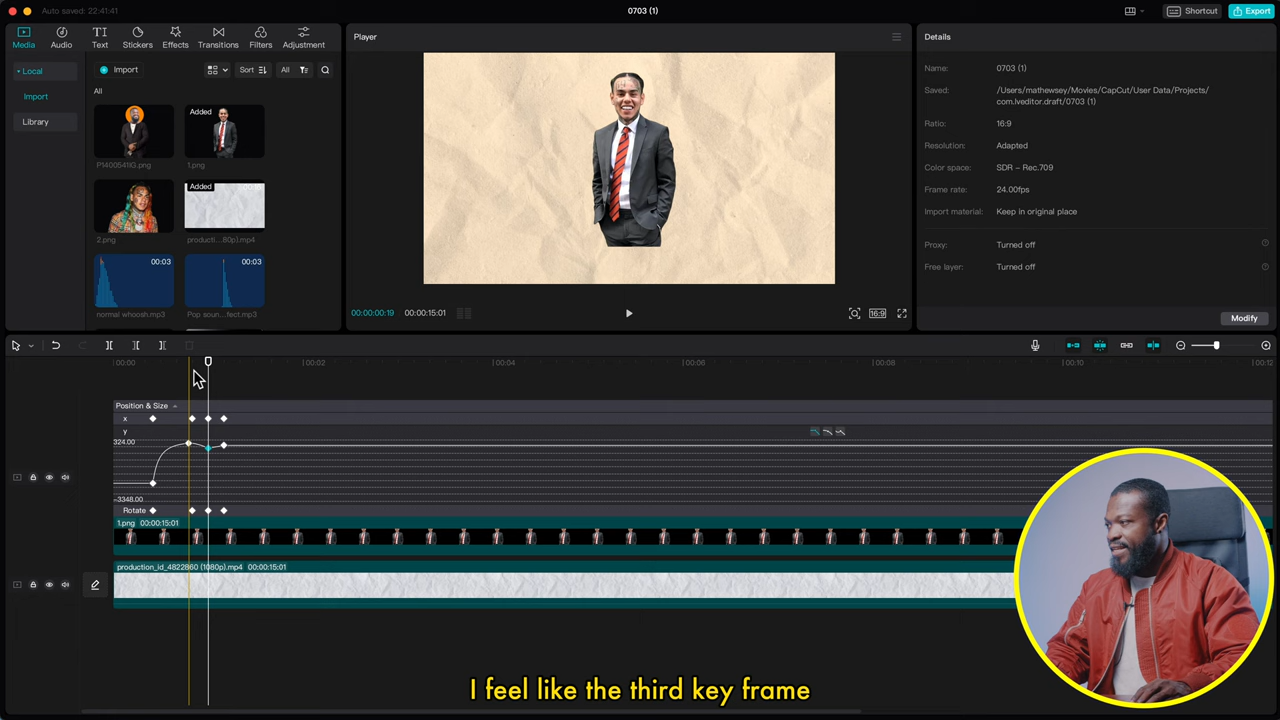 Auto saved: 22:41:41
0703 (1)
Shortcut
Export
Media
Audio
Text
Stickers
Effects
Transitions
Filters
Adjustment
Local
Import
Library
Import
Sort
All
All
Added
P1400541IG.png
1.png
Added
2.png
producti...80p).mp4
00:03
00:03
normal whoosh.mp3
Pop soun...fect.mp3
Player
00:00:00:19
00:00:15:01
16:9
Details
Name:
0703 (1)
Saved:
/Users/mathewsey/Movies/CapCut/User Data/Projects/
com.lveditor.draft/0703 (1)
Ratio:
16:9
Resolution:
Adapted
Color space:
SDR – Rec.709
Frame rate:
24.00fps
Import material:
Keep in original place
Proxy:
Turned off
Free layer:
Turned off
Modify
00:00
00:02
00:04
00:06
00:08
00:10
00:12
Position & Size
x
y
324.00
-3348.00
Rotate
1.png 00:00:15:01
production_id_4822860 (1080p).mp4 00:00:15:01
I feel like the third key frame